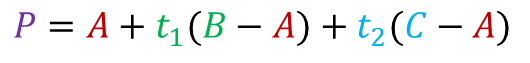 P = A + t₁(B − A) + t₂(C − A)